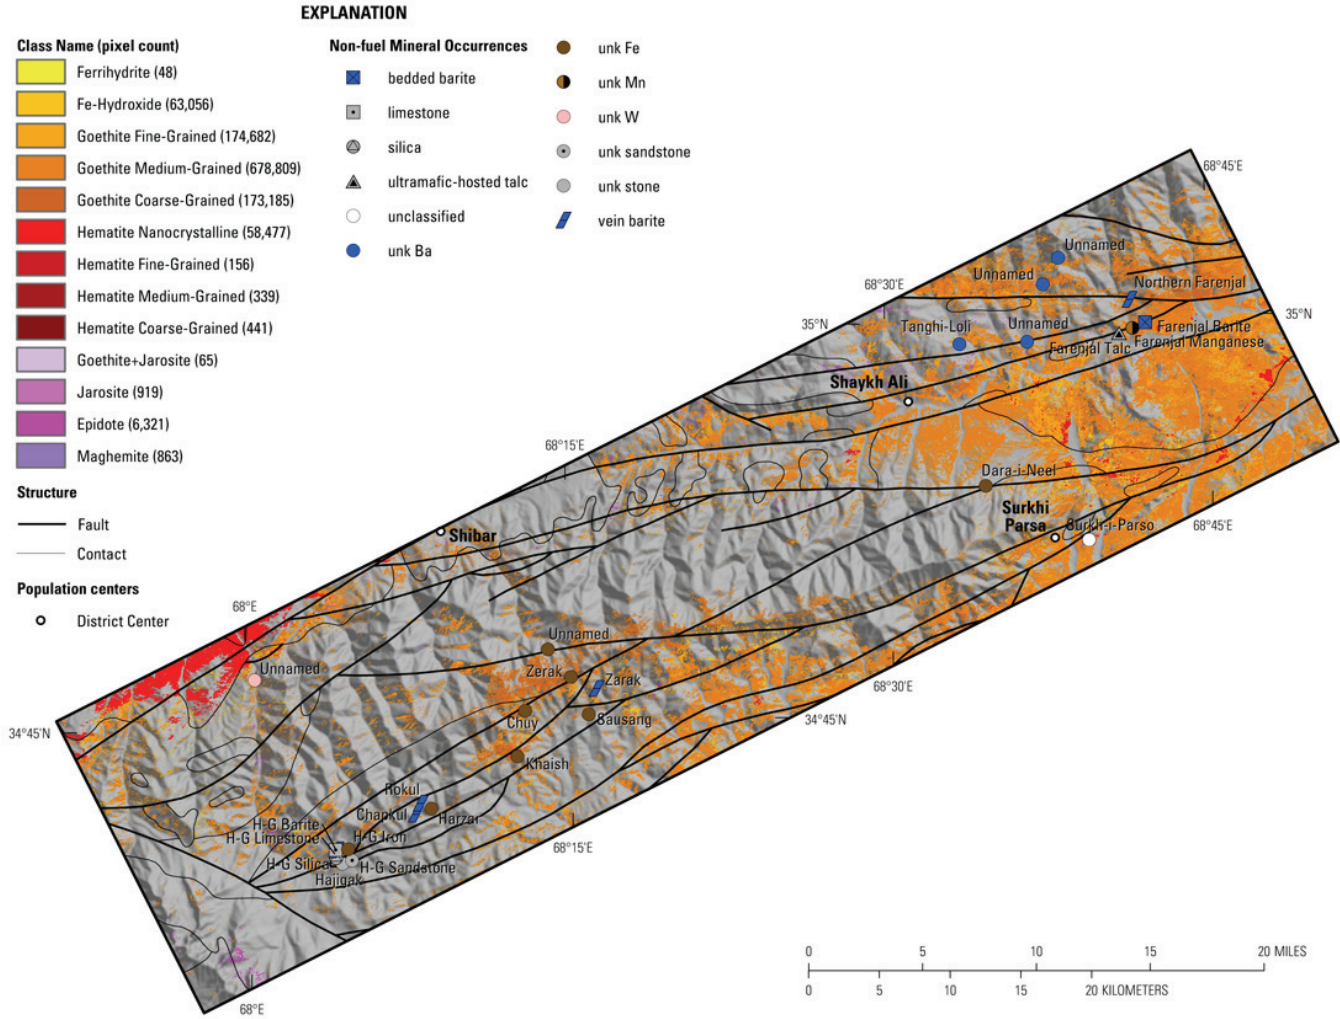 EXPLANATION
Class Name (pixel count)
Ferrihydrite (48)
Fe-Hydroxide (63,056)
Goethite Fine-Grained (174,682)
Goethite Medium-Grained (678,809)
Goethite Coarse-Grained (173,185)
Hematite Nanocrystalline (58,477)
Hematite Fine-Grained (156)
Hematite Medium-Grained (339)
Hematite Coarse-Grained (441)
Goethite+Jarosite (65)
Jarosite (919)
Epidote (6,321)
Maghemite (863)
Structure
Fault
Contact
Population centers
District Center
Non-fuel Mineral Occurrences
bedded barite
limestone
silica
ultramafic-hosted talc
unclassified
unk Ba
unk Fe
unk Mn
unk W
unk sandstone
unk stone
vein barite
68°45'E
Unnamed
Unnamed
68°30'E
Northern Farenjal
35°N
35°N
Tanghi-Loli
Unnamed
Farenjal Barite
Farenjal Talc
Farenjal Manganese
Shaykh Ali
68°15'E
Dara-i-Neel
Surkhi
Parsa
Surkh-i-Parso
68°45'E
Shibar
68°E
Unnamed
Unnamed
Zerak
Zarak
68°30'E
34°45'N
Chuy
Sausang
34°45'N
Khaish
Rokul
Chankul
Harzar
H-G Barite
H-G Limestone
H-G Iron
68°15'E
H-G Silica
H-G Sandstone
Hajigak
68°E
0 5 10 15 20 MILES
0 5 10 15 20 KILOMETERS